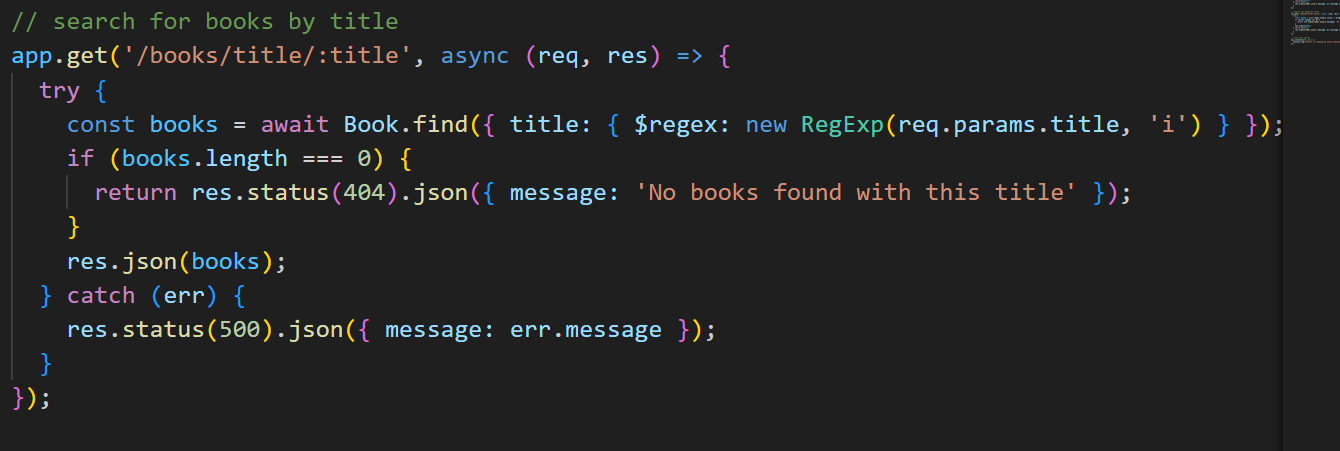 // search for books by title
app.get('/books/title/:title', async (req, res) => {
  try {
    const books = await Book.find({ title: { $regex: new RegExp(req.params.title, 'i') } });
    if (books.length === 0) {
      return res.status(404).json({ message: 'No books found with this title' });
    }
    res.json(books);
  } catch (err) {
    res.status(500).json({ message: err.message });
  }
});